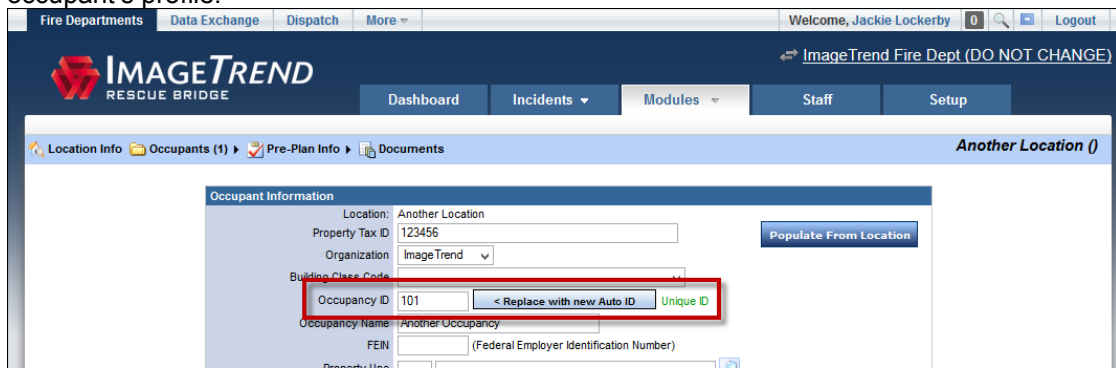 occupant's profile.
Fire Departments Data Exchange Dispatch More Welcome, Jackie Lockerby 0 Logout
ImageTrend Fire Dept (DO NOT CHANGE)
IMAGETREND
RESCUE BRIDGE
Dashboard Incidents Modules Staff Setup
Location Info Occupants (1) Pre-Plan Info Documents Another Location ()
Occupant Information
Location: Another Location
Property Tax ID 123456 Populate From Location
Organization ImageTrend
Building Class Code
Occupancy ID 101 < Replace with new Auto ID Unique ID
Occupancy Name Another Occupancy
FEIN (Federal Employer Identification Number)
Property Use